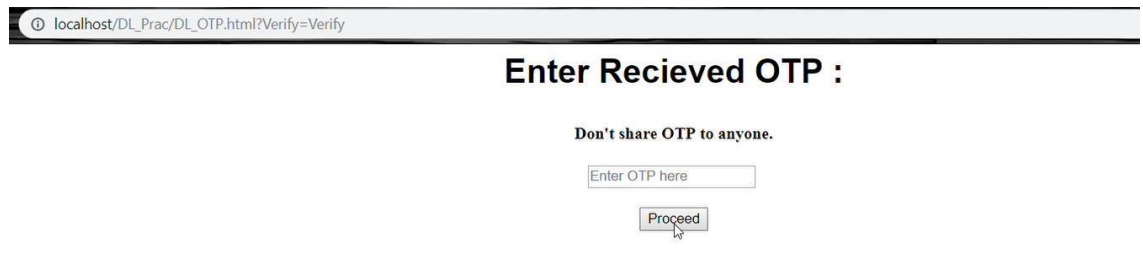 localhost/DL_Prac/DL_OTP.html?Verify=Verify
Enter Recieved OTP :
Don't share OTP to anyone.
Enter OTP here
Proceed